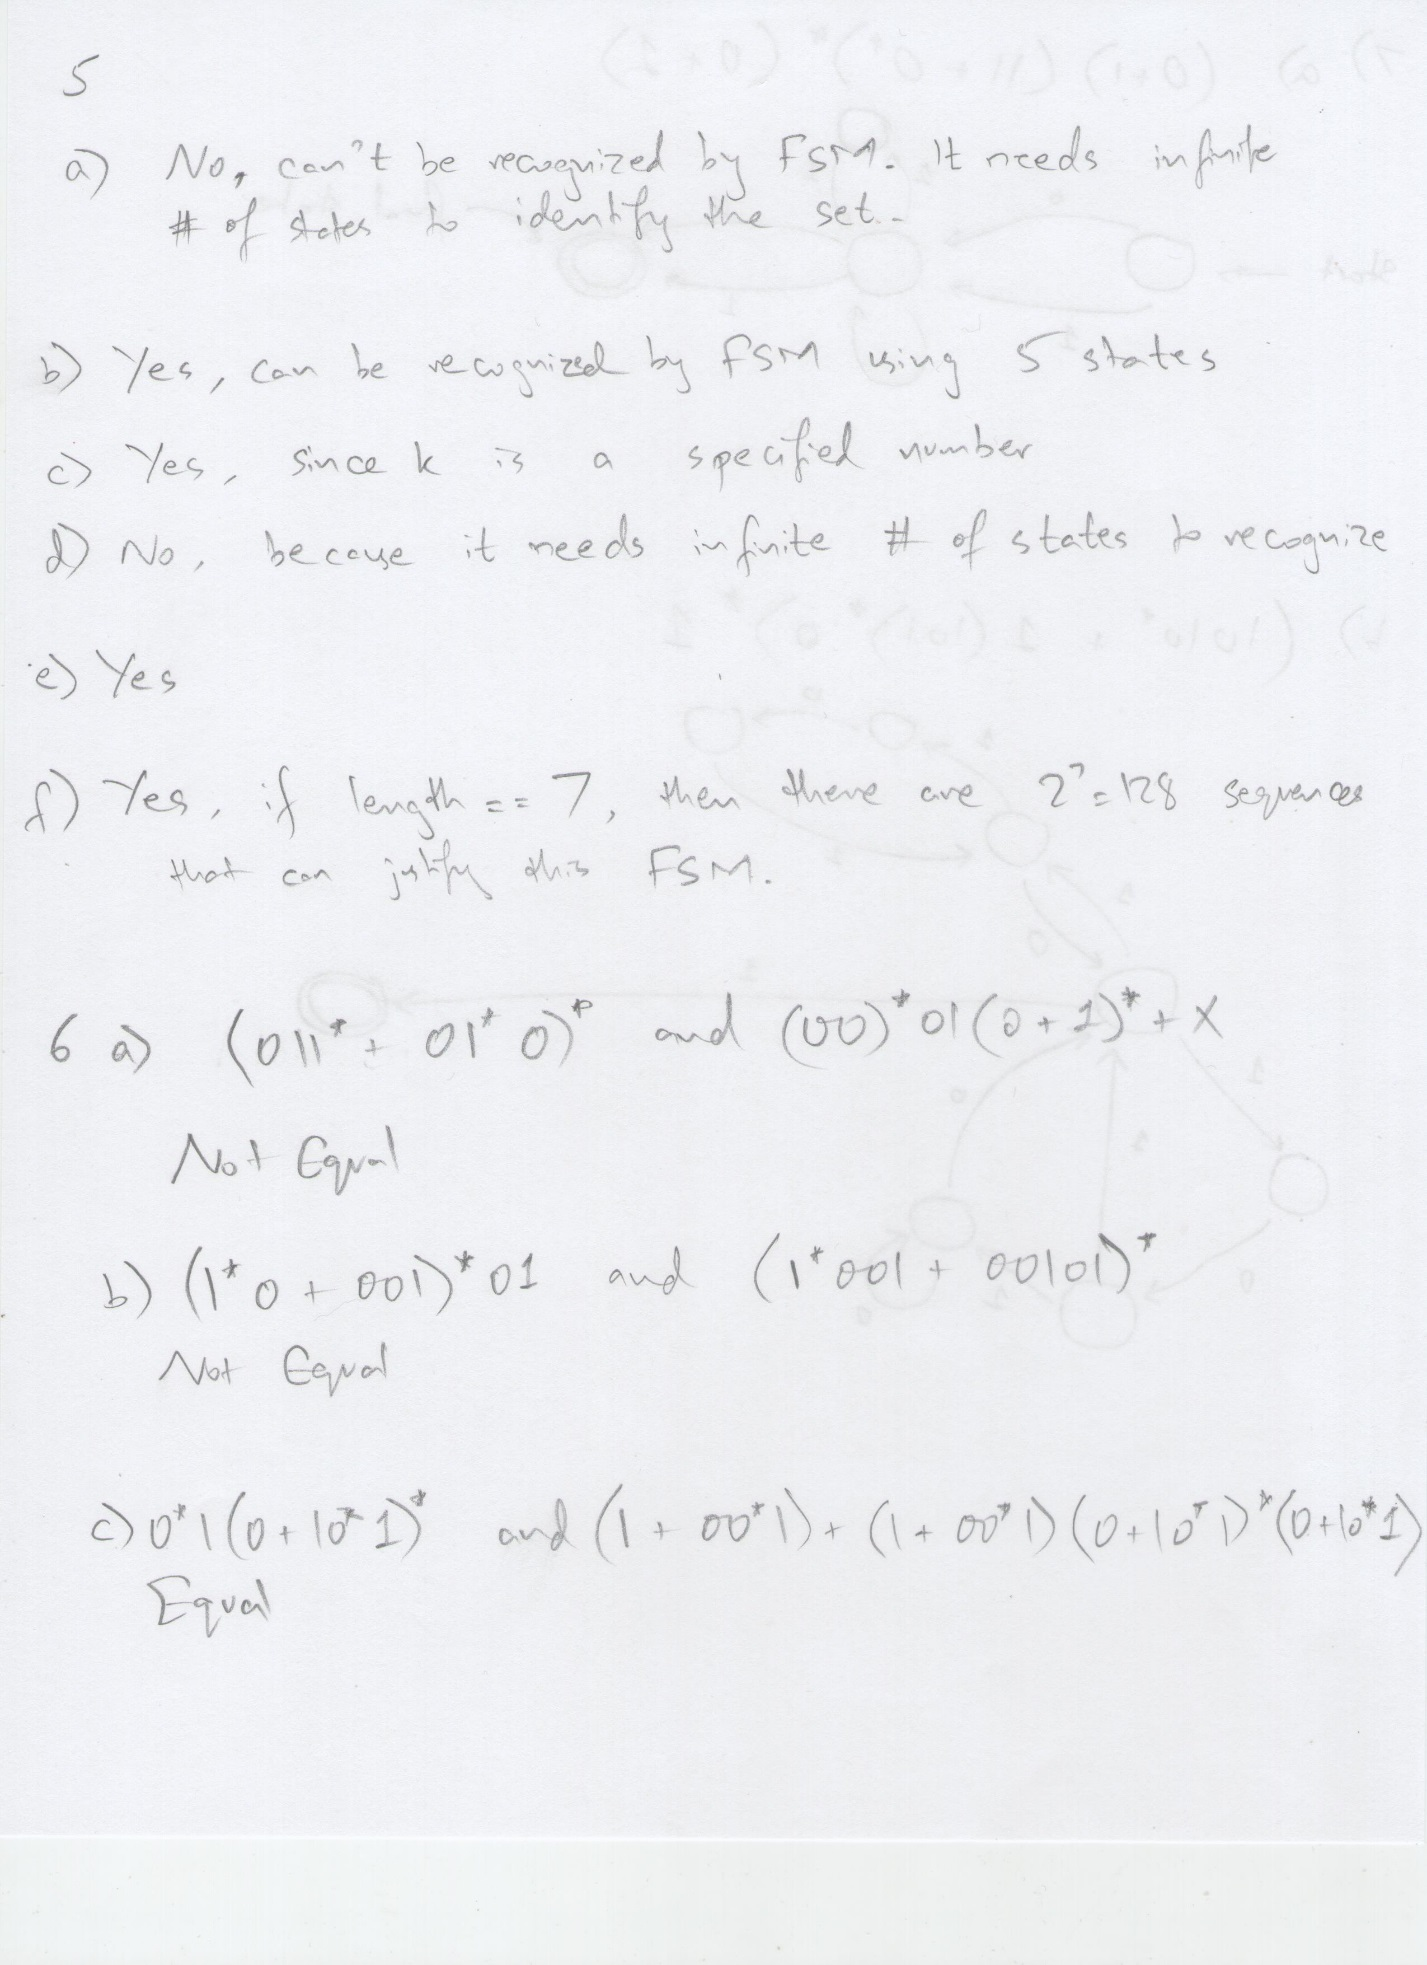 5
a) No, can't be recognized by FSM. It needs infinite
# of states to identify the set.
b) Yes, can be recognized by FSM using 5 states
c) Yes, since k is a specified number
d) No, because it needs infinite # of states to recognize
e) Yes
f) Yes, if length == 7, then there are 2^7 = 128 sequences
that can justify this FSM.
6 a) (011* + 01*0)* and (00)*01(0+1)* + λ
Not Equal
b) (1*0 + 001)*01 and (1*001 + 00101)*
Not Equal
c) 0*1(0+10*1)* and (1 + 00*1) + (1 + 00*1)(0+10*1)*(0+10*1)
Equal